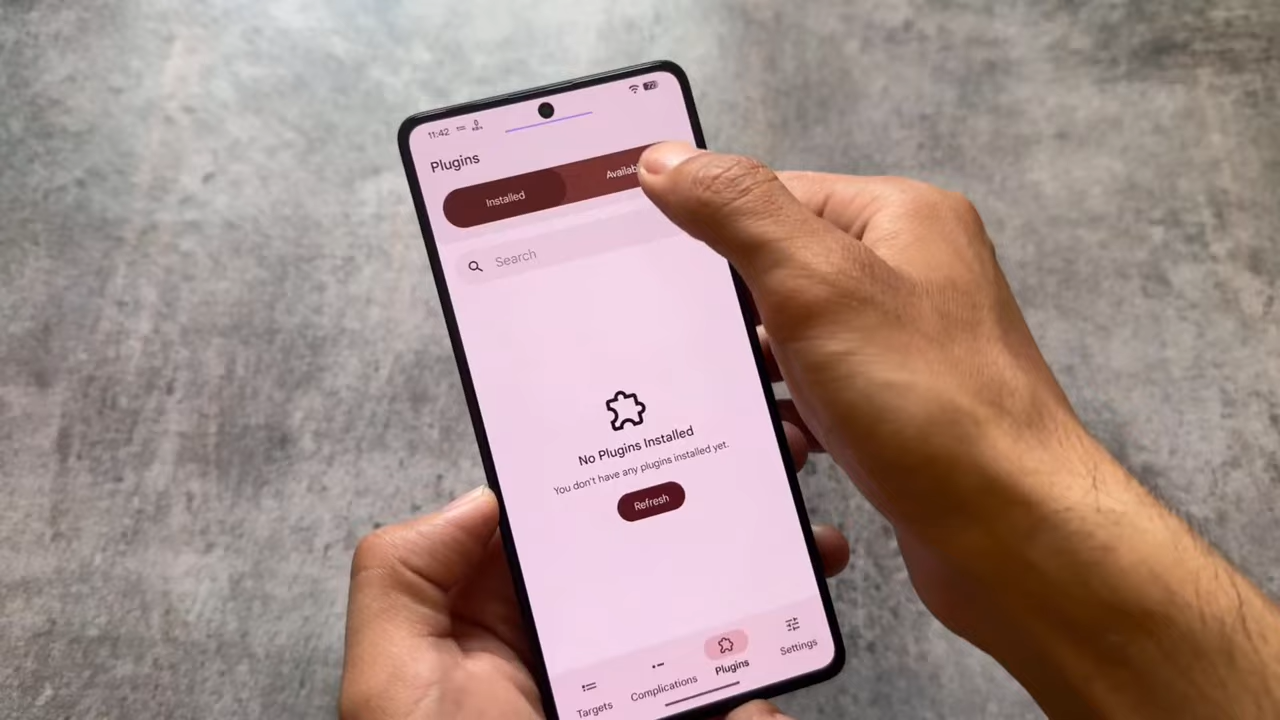 11:42
Plugins
Installed
Search
No Plugins Installed
You don't have any plugins installed yet.
Refresh
Targets
Complications
Plugins
Settings